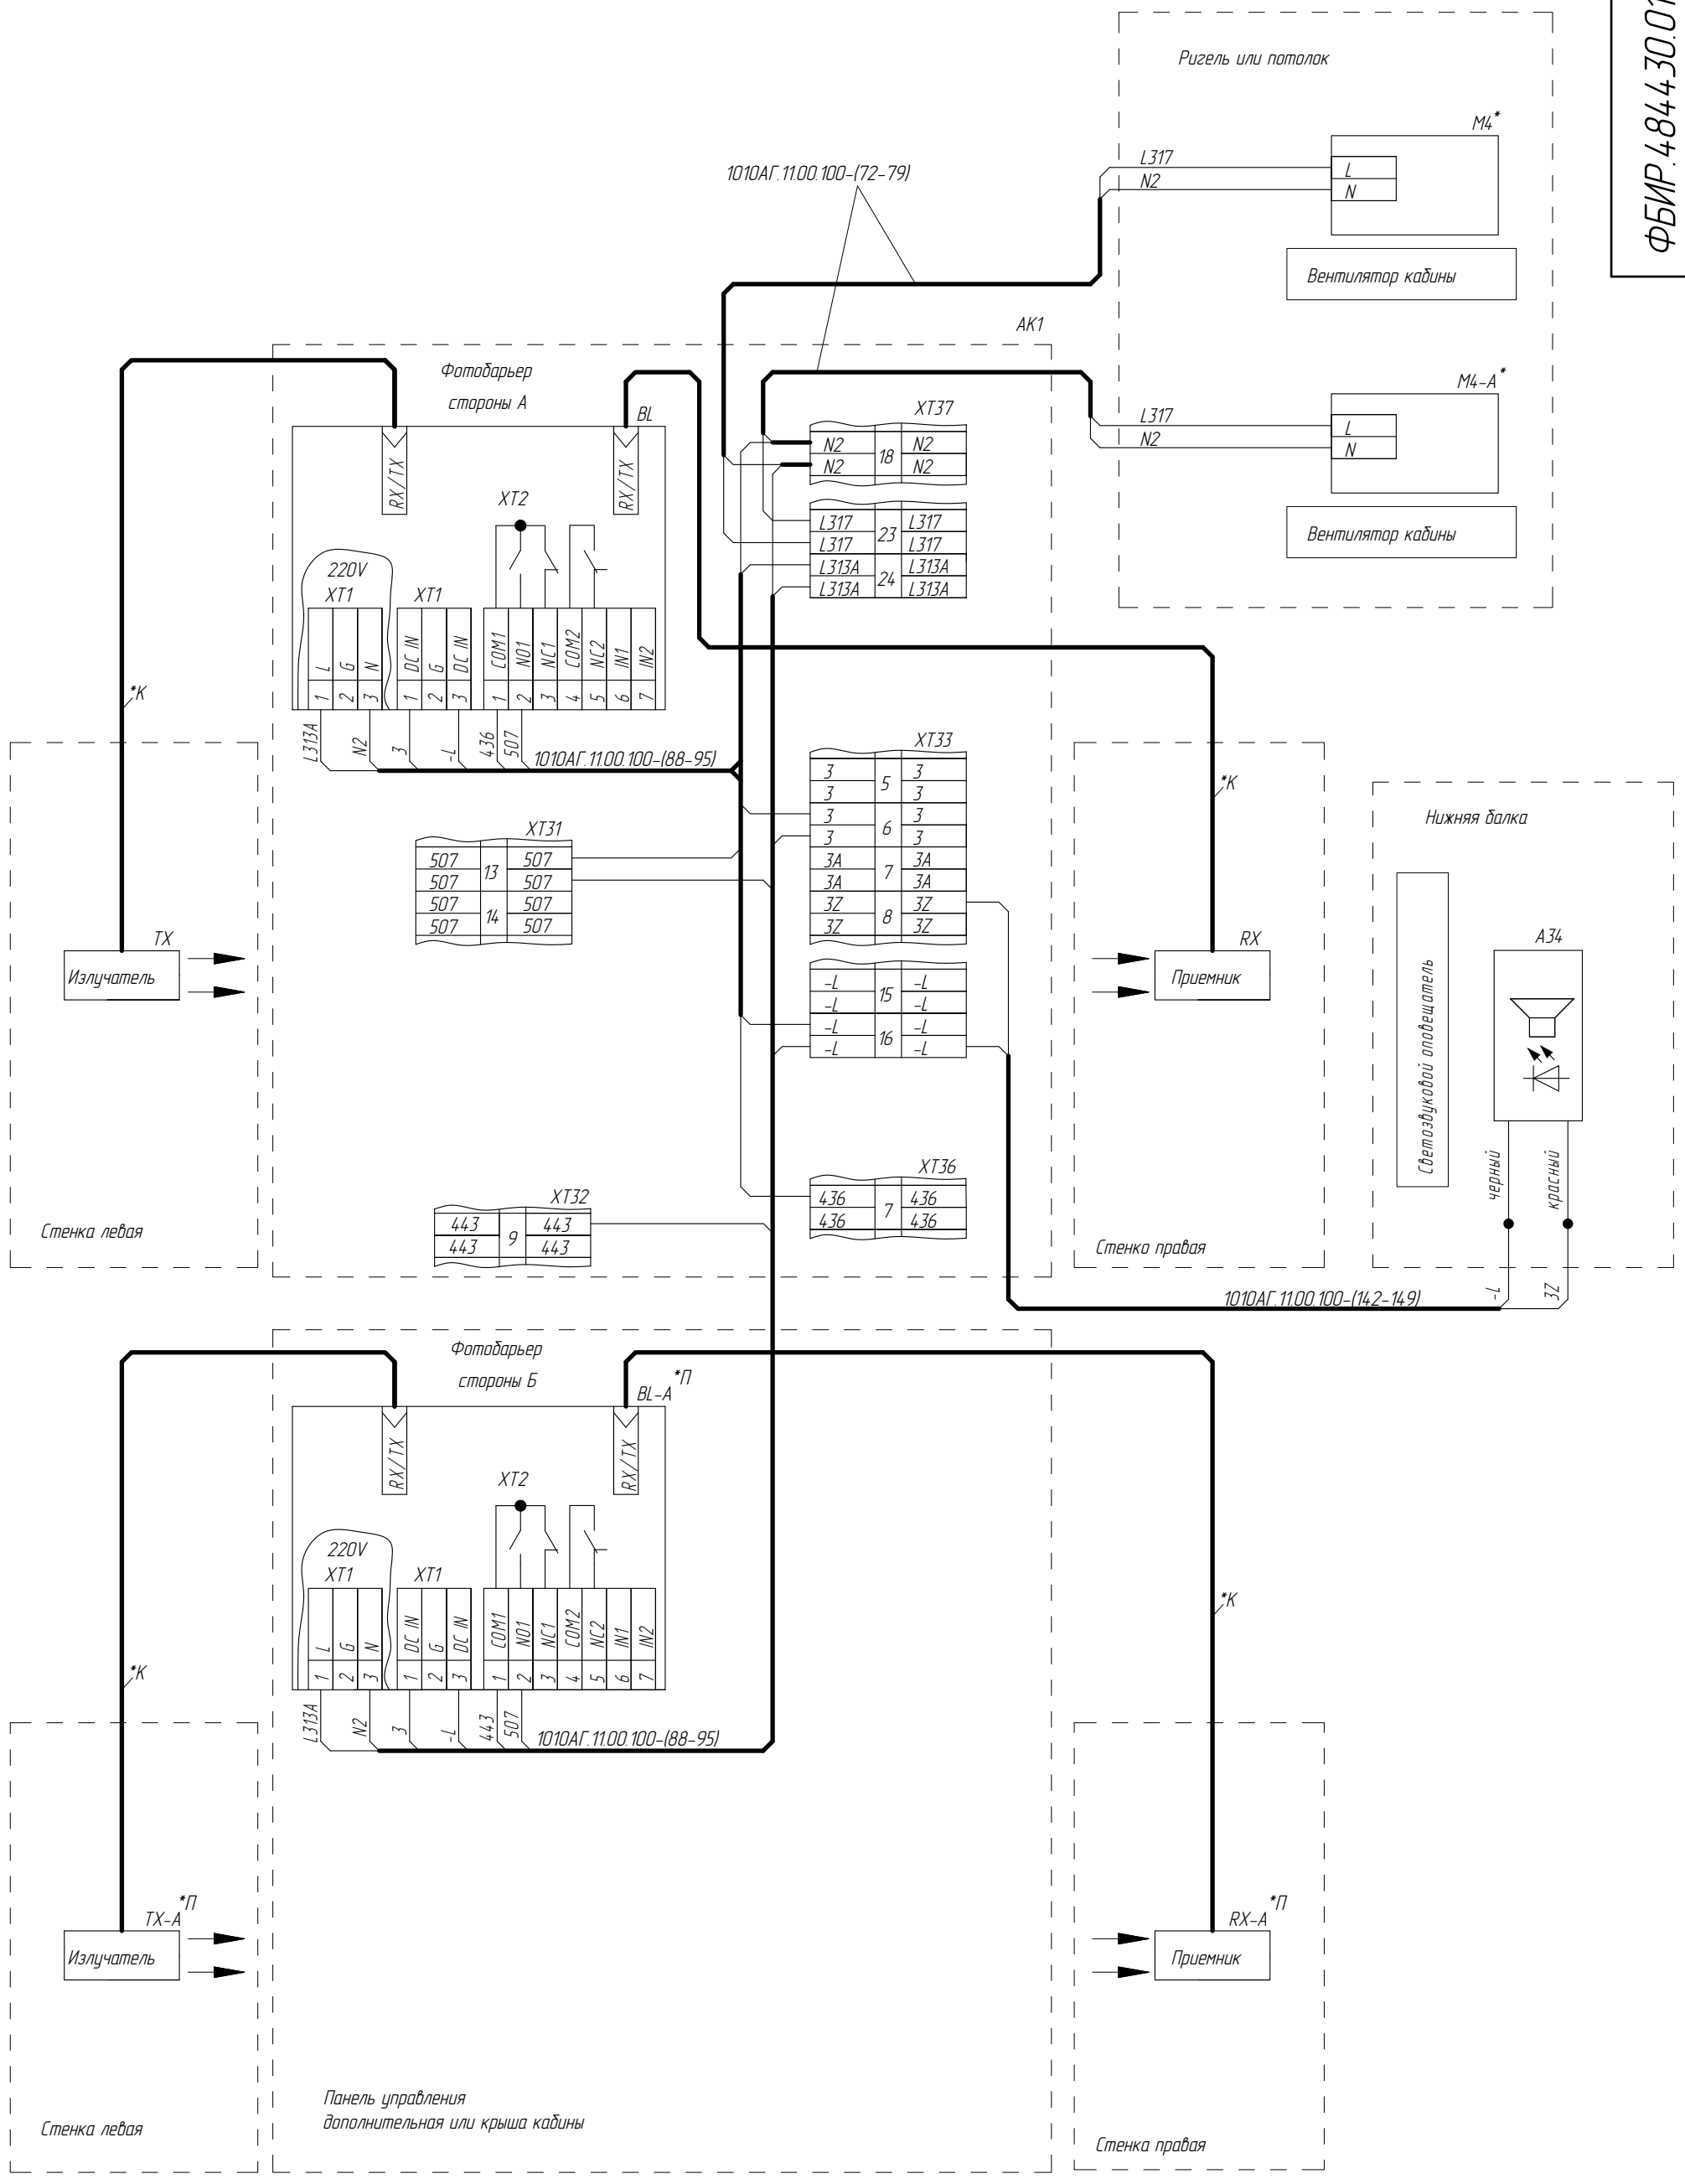 ФБИР.484430.01
Ригель или потолок
М4*
L317
N2
L
N
Вентилятор кабины
1010АГ.11.00.100-(72-79)
АК1
М4-А*
L317
N2
L
N
Вентилятор кабины
Фотобарьер
стороны А
BL
RX/TX
RX/TX
XT2
220V
XT1
XT1
L
G
N
DC IN
G
DC IN
COM1
NO1
NC1
COM2
NC2
IN1
IN2
1
2
3
1
2
3
1
2
3
4
5
6
7
L313A
N2
3
-L
436
507
1010АГ.11.00.100-(88-95)
XT37
N2 18 N2
N2 N2
L317 23 L317
L317 L317
L313A 24 L313A
L313A L313A
*К
XT33
3 5 3
3 3
3 6 3
3 3
3A 7 3A
3A 3A
3Z 8 3Z
3Z 3Z
-L 15 -L
-L -L
-L 16 -L
-L -L
XT31
507 13 507
507 507
507 14 507
507 507
TX
Излучатель
Стенка левая
XT32
443 9 443
443 443
XT36
436 7 436
436 436
*К
RX
Приемник
Стенко правая
Нижняя балка
Светозвуковой оповещатель
А34
черный
красный
-L
3Z
1010АГ.11.00.100-(142-149)
Фотобарьер
стороны Б
BL-A*П
RX/TX
RX/TX
XT2
220V
XT1
XT1
L
G
N
DC IN
G
DC IN
COM1
NO1
NC1
COM2
NC2
IN1
IN2
1
2
3
1
2
3
1
2
3
4
5
6
7
L313A
N2
3
-L
443
507
1010АГ.11.00.100-(88-95)
*К
*К
TX-A*П
Излучатель
Стенка левая
RX-A*П
Приемник
Панель управления
дополнительная или крыша кабины
Стенка правая